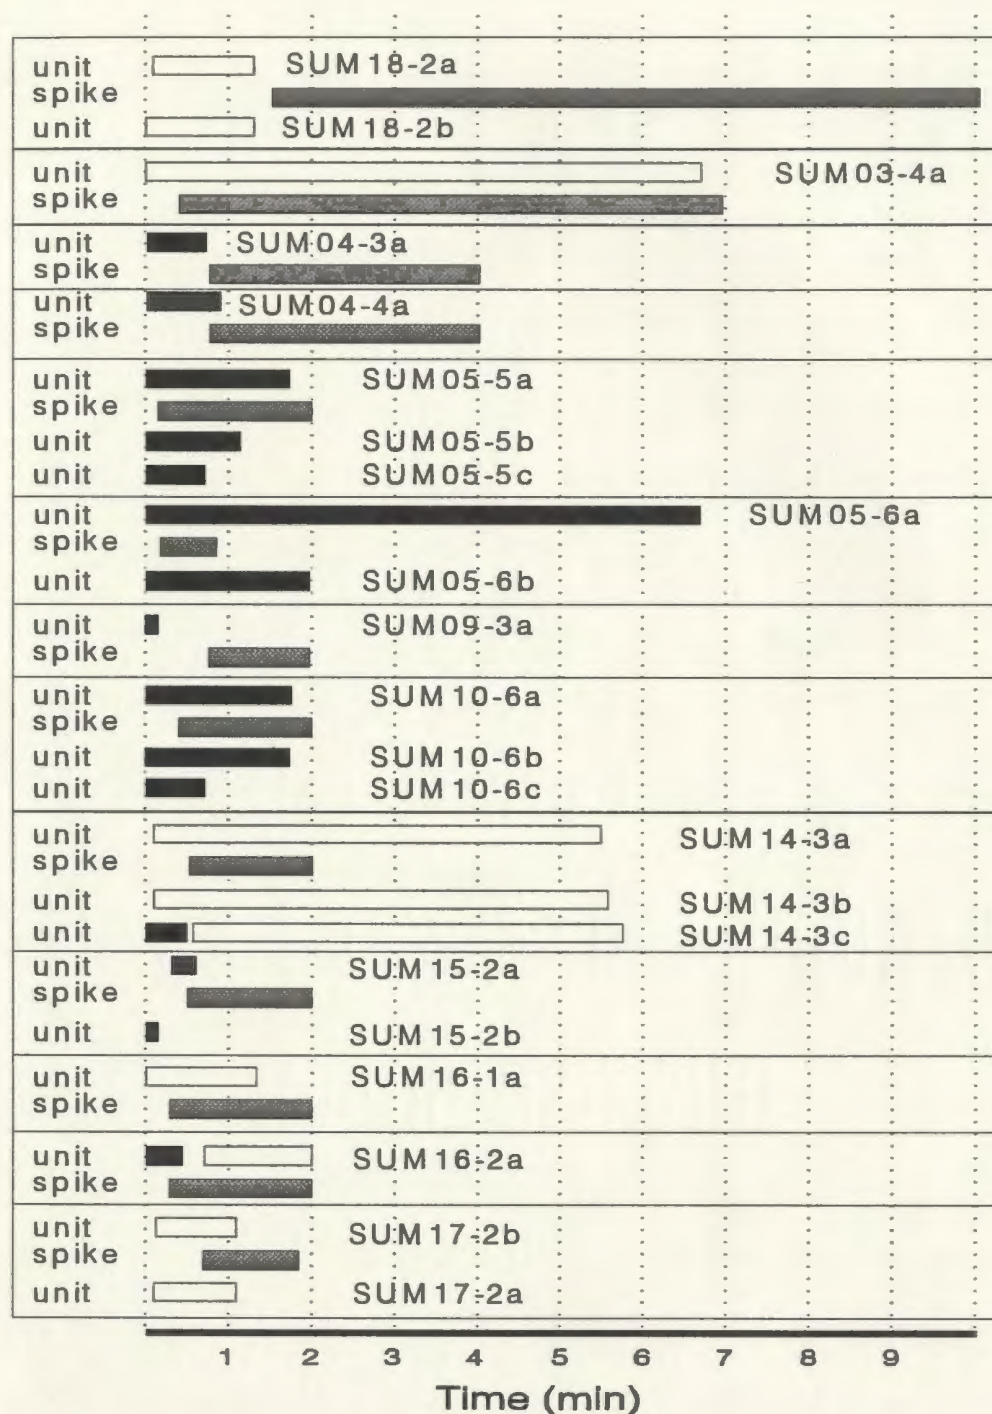 unit SUM18-2a
spike
unit SUM18-2b
unit SUM03-4a
spike
unit SUM04-3a
spike
unit SUM04-4a
spike
unit SUM05-5a
spike
unit SUM05-5b
unit SUM05-5c
unit SUM05-6a
spike
unit SUM05-6b
unit SUM09-3a
spike
unit SUM10-6a
spike
unit SUM10-6b
unit SUM10-6c
unit SUM14-3a
spike
unit SUM14-3b
unit SUM14-3c
unit SUM15-2a
spike
unit SUM15-2b
unit SUM16-1a
spike
unit SUM16-2a
spike
unit SUM17-2b
spike
unit SUM17-2a
1 2 3 4 5 6 7 8 9
Time (min)